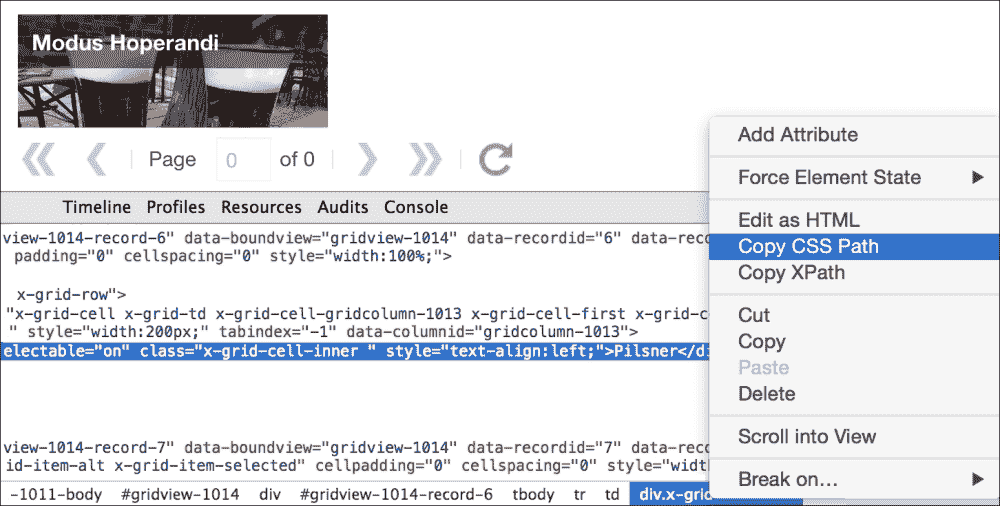 Modus Hoperandi
Page 0 of 0
Timeline Profiles Resources Audits Console
view-1014-record-6" data-boundview="gridview-1014" data-recordid="6" data-reco
padding="0" cellspacing="0" style="width:100%;">
x-grid-row">
"x-grid-cell x-grid-td x-grid-cell-gridcolumn-1013 x-grid-cell-first x-grid-c
" style="width:200px;" tabindex="-1" data-columnid="gridcolumn-1013">
electable="on" class="x-grid-cell-inner " style="text-align:left;">Pilsner</di
view-1014-record-7" data-boundview="gridview-1014" data-recordid="7" data-reco
id-item-alt x-grid-item-selected" cellpadding="0" cellspacing="0" style="widt
-1011-body #gridview-1014 div #gridview-1014-record-6 tbody tr td div.x-gri
Add Attribute
Force Element State
Edit as HTML
Copy CSS Path
Copy XPath
Cut
Copy
Paste
Delete
Scroll into View
Break on…